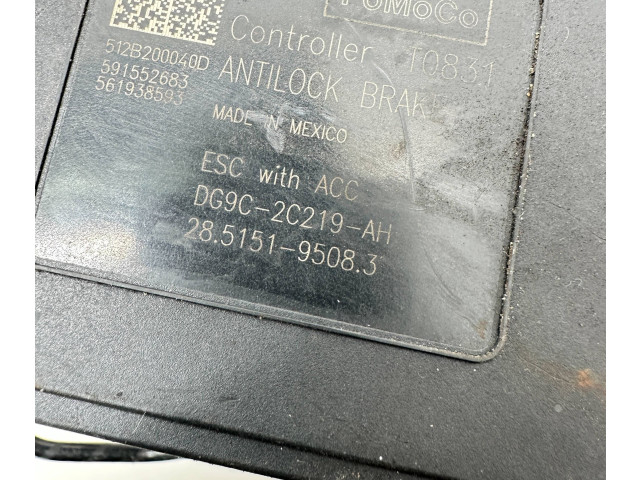 FoMoCo
Controller T0831
ANTILOCK BRAKE
512B200040D
591552683
561938593
MADE IN MEXICO
ESC with ACC
DG9C-2C219-AH
28.5151-9508.3